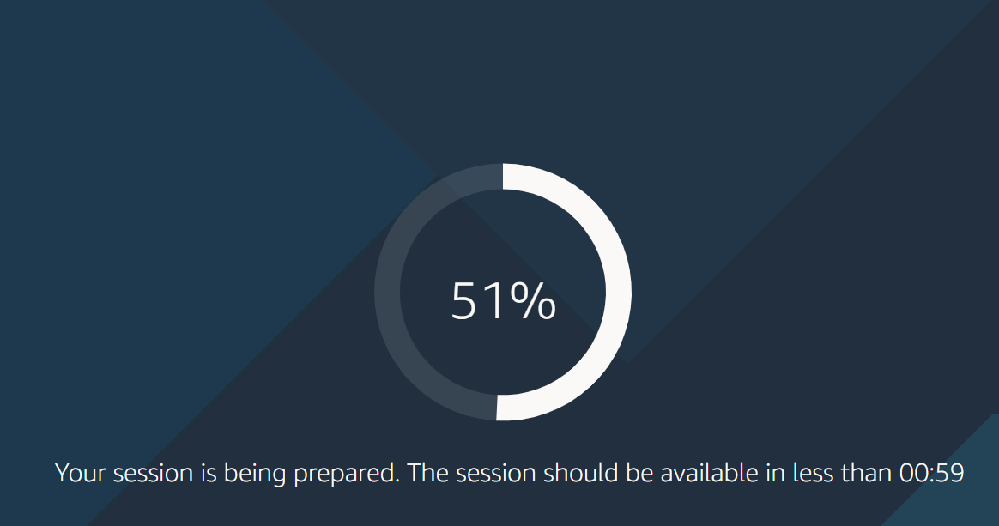 51%
Your session is being prepared. The session should be available in less than 00:59